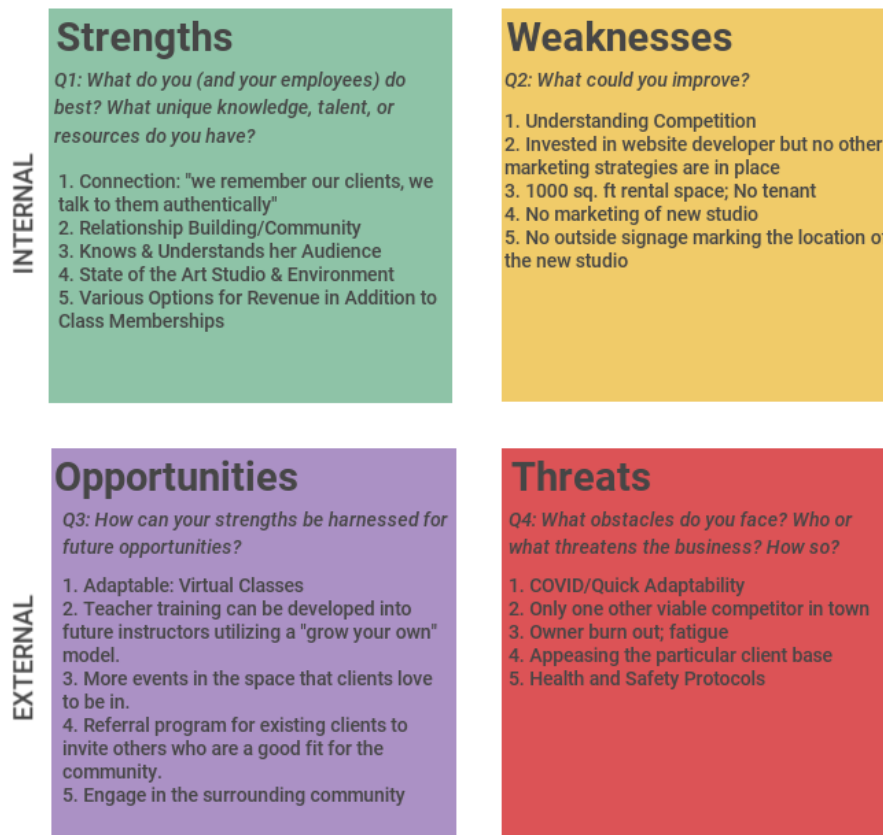 INTERNAL
Strengths
Q1: What do you (and your employees) do
best? What unique knowledge, talent, or
resources do you have?
1. Connection: "we remember our clients, we
talk to them authentically"
2. Relationship Building/Community
3. Knows & Understands her Audience
4. State of the Art Studio & Environment
5. Various Options for Revenue in Addition to
Class Memberships
Weaknesses
Q2: What could you improve?
1. Understanding Competition
2. Invested in website developer but no other
marketing strategies are in place
3. 1000 sq. ft rental space; No tenant
4. No marketing of new studio
5. No outside signage marking the location of
the new studio
EXTERNAL
Opportunities
Q3: How can your strengths be harnessed for
future opportunities?
1. Adaptable: Virtual Classes
2. Teacher training can be developed into
future instructors utilizing a "grow your own"
model.
3. More events in the space that clients love
to be in.
4. Referral program for existing clients to
invite others who are a good fit for the
community.
5. Engage in the surrounding community
Threats
Q4: What obstacles do you face? Who or
what threatens the business? How so?
1. COVID/Quick Adaptability
2. Only one other viable competitor in town
3. Owner burn out; fatigue
4. Appeasing the particular client base
5. Health and Safety Protocols